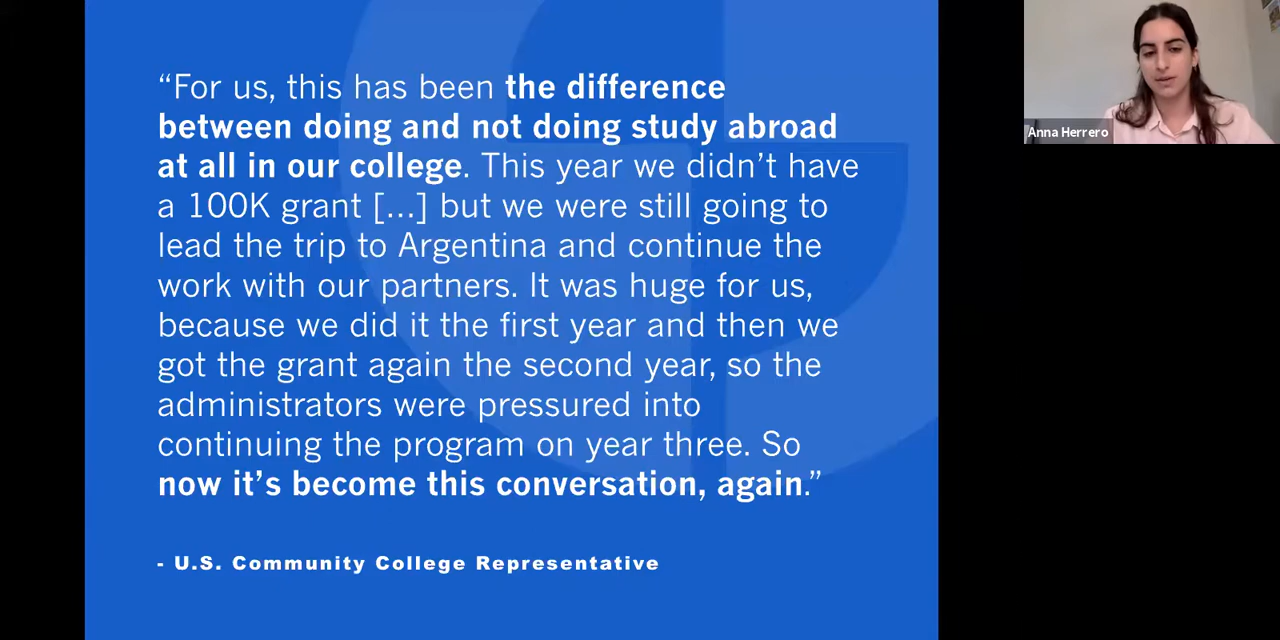 “For us, this has been the difference
between doing and not doing study abroad
at all in our college. This year we didn’t have
a 100K grant [...] but we were still going to
lead the trip to Argentina and continue the
work with our partners. It was huge for us,
because we did it the first year and then we
got the grant again the second year, so the
administrators were pressured into
continuing the program on year three. So
now it’s become this conversation, again.”
- U.S. Community College Representative
Anna Herrero